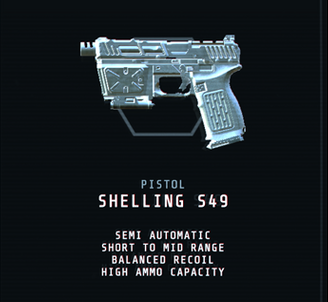 PISTOL
SHELLING S49
SEMI AUTOMATIC
SHORT TO MID RANGE
BALANCED RECOIL
HIGH AMMO CAPACITY